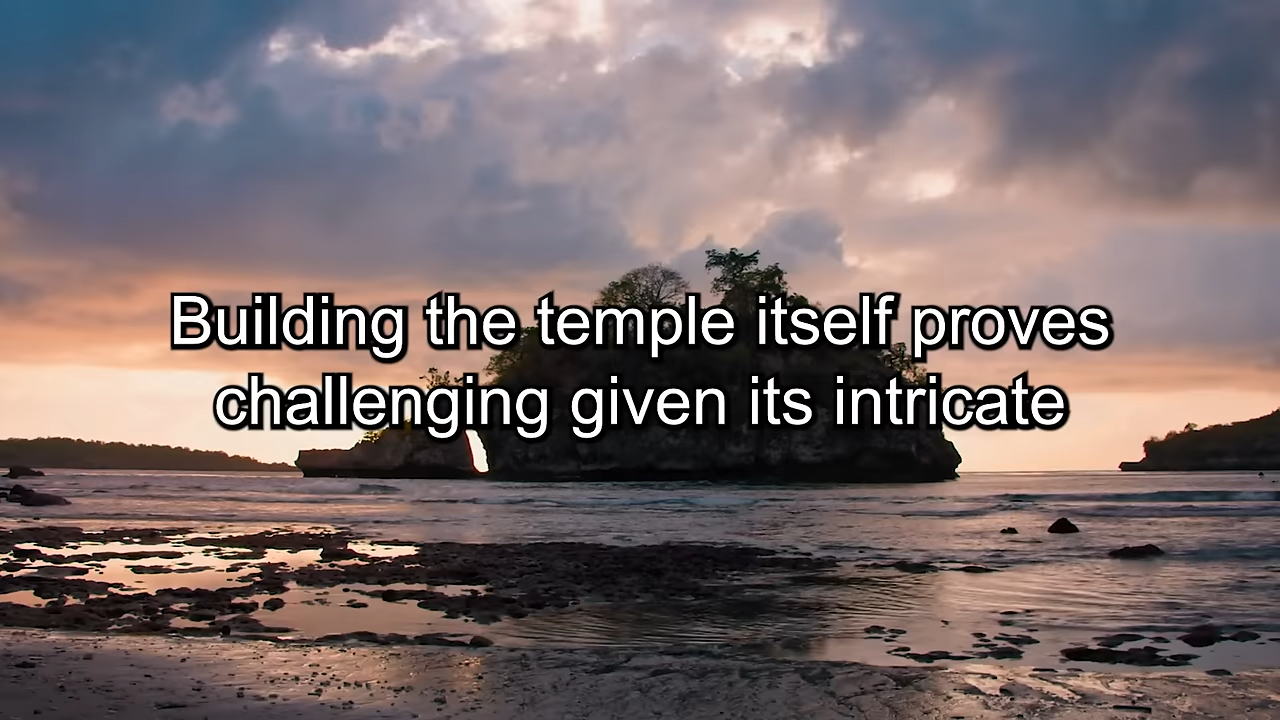 Building the temple itself proves
challenging given its intricate